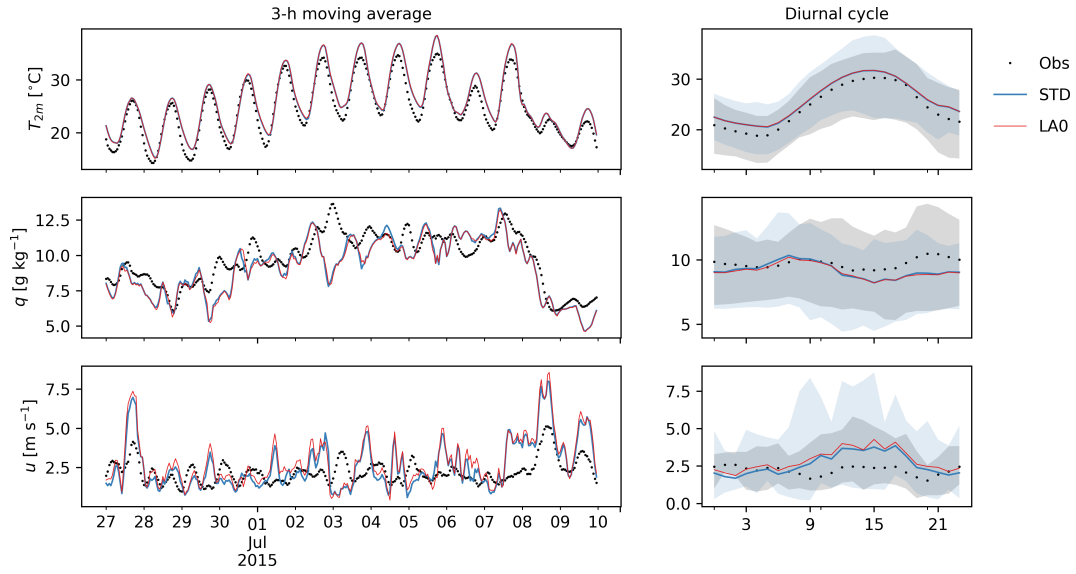 3-h moving average
Diurnal cycle
T2m [°C]
30
20
30
20
Obs
STD
LA0
q [g kg⁻¹]
12.5
10.0
7.5
5.0
10
5
u [m s⁻¹]
7.5
5.0
2.5
7.5
5.0
2.5
0.0
27 28 29 30 01 02 03 04 05 06 07 08 09 10
Jul
2015
3 9 15 21